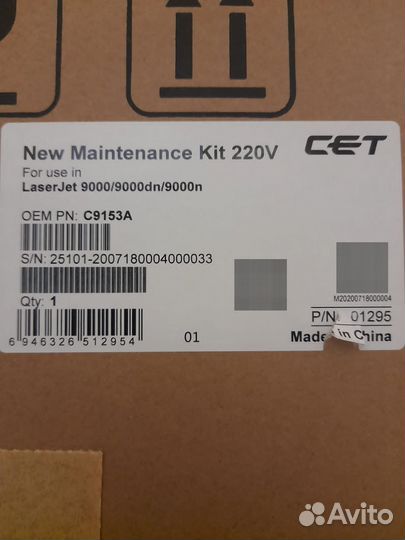 New Maintenance Kit 220V
CET
For use in
LaserJet 9000/9000dn/9000n
OEM PN: C9153A
S/N: 25101-2007180004000033
Qty: 1
M20200718000004
P/N: 01295
6 946326 512954
01
Made in China
Avito